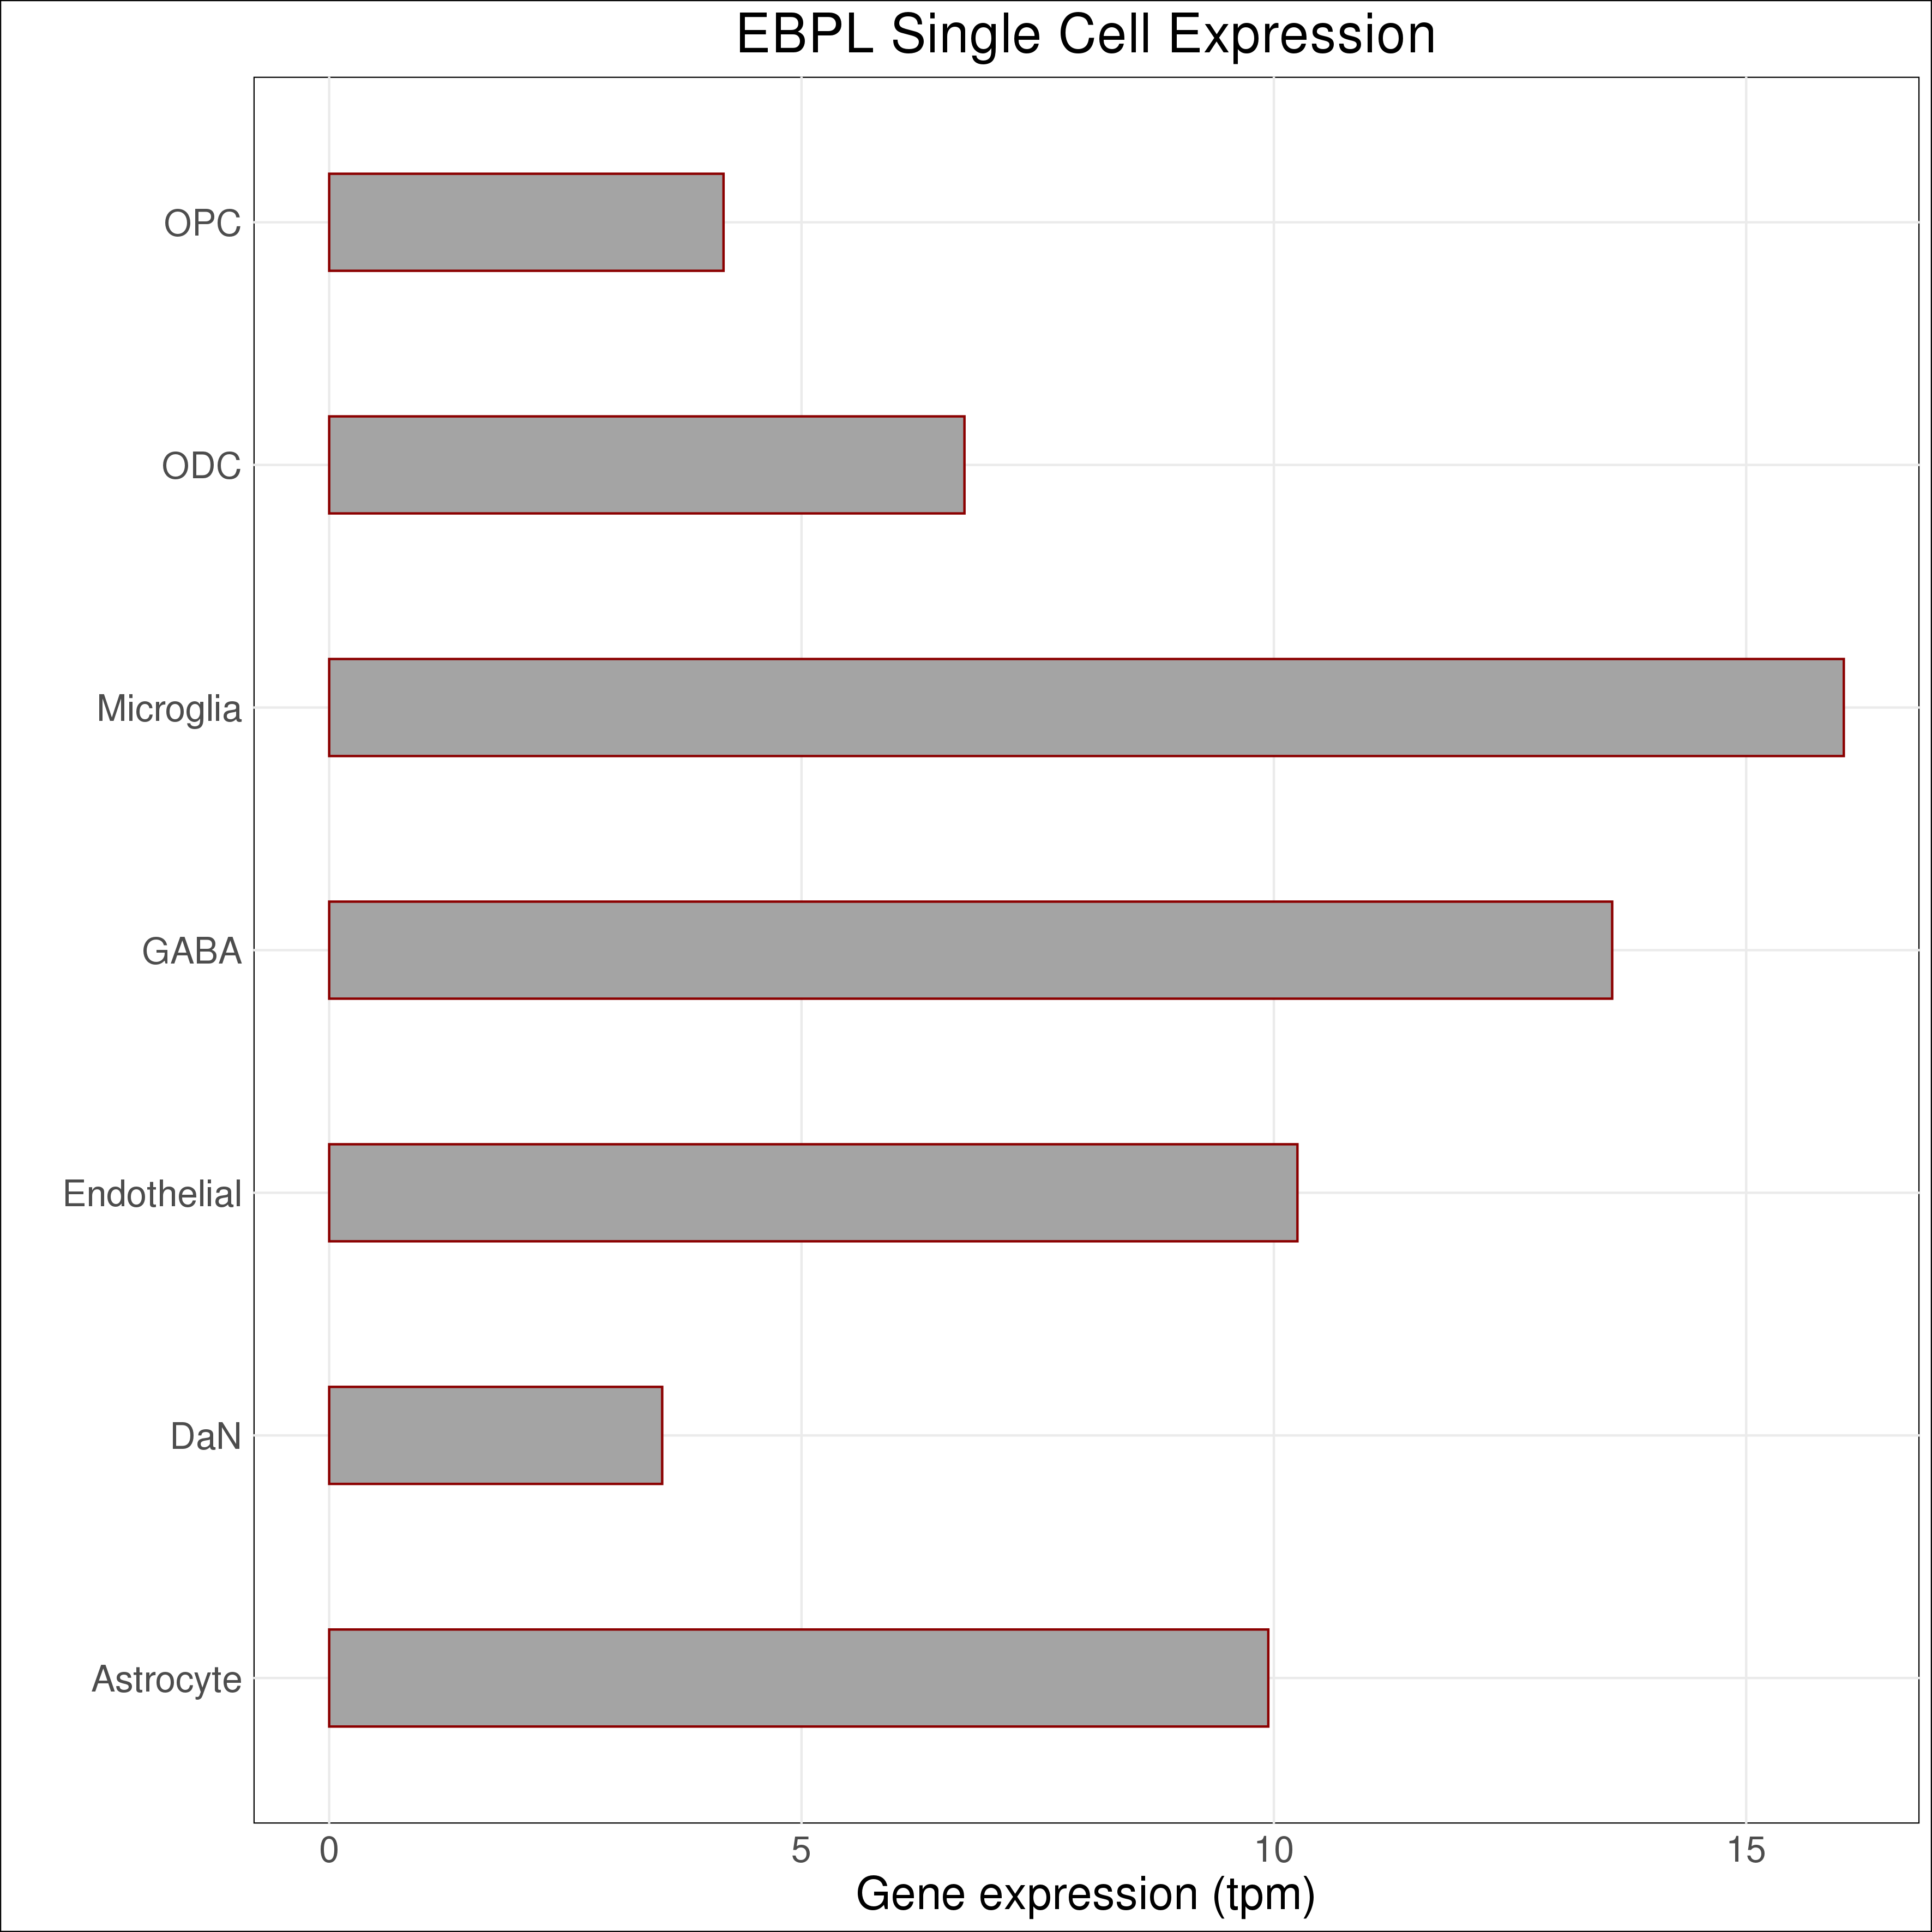 EBPL Single Cell Expression
OPC
ODC
Microglia
GABA
Endothelial
DaN
Astrocyte
0 5 10 15
Gene expression (tpm)